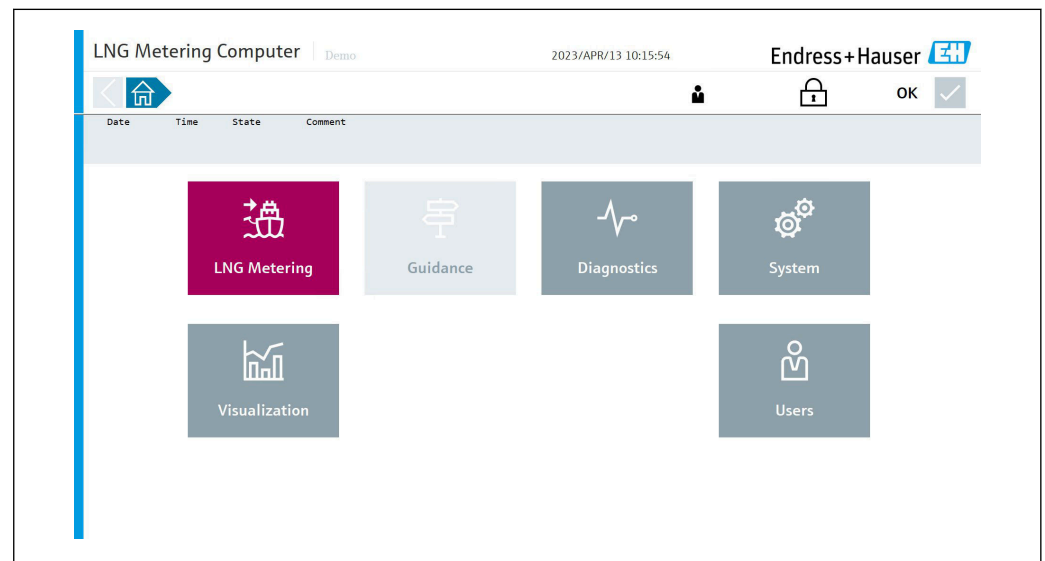 LNG Metering Computer Demo 2023/APR/13 10:15:54 Endress+Hauser EH
OK
Date Time State Comment
LNG Metering Guidance Diagnostics System
Visualization Users